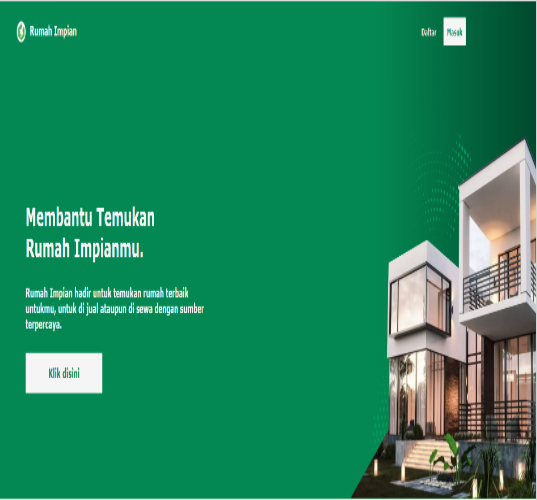 Rumah Impian
Daftar
Masuk
Membantu Temukan
Rumah Impianmu.
Rumah Impian hadir untuk temukan rumah terbaik
untukmu, untuk di jual ataupun di sewa dengan sumber
terpercaya.
Klik disini